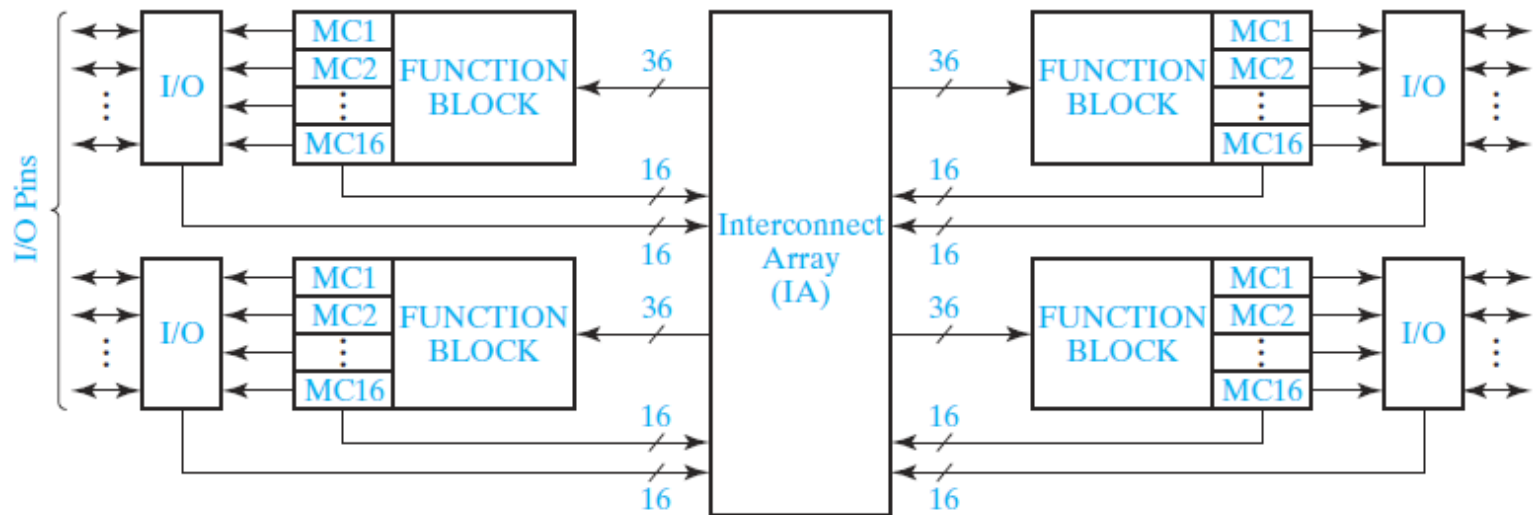 I/O Pins
I/O
MC1
MC2
⋮
MC16
FUNCTION
BLOCK
36
16
16
I/O
MC1
MC2
⋮
MC16
FUNCTION
BLOCK
36
16
16
Interconnect
Array
(IA)
36
FUNCTION
BLOCK
MC1
MC2
⋮
MC16
I/O
16
16
36
FUNCTION
BLOCK
MC1
MC2
⋮
MC16
I/O
16
16